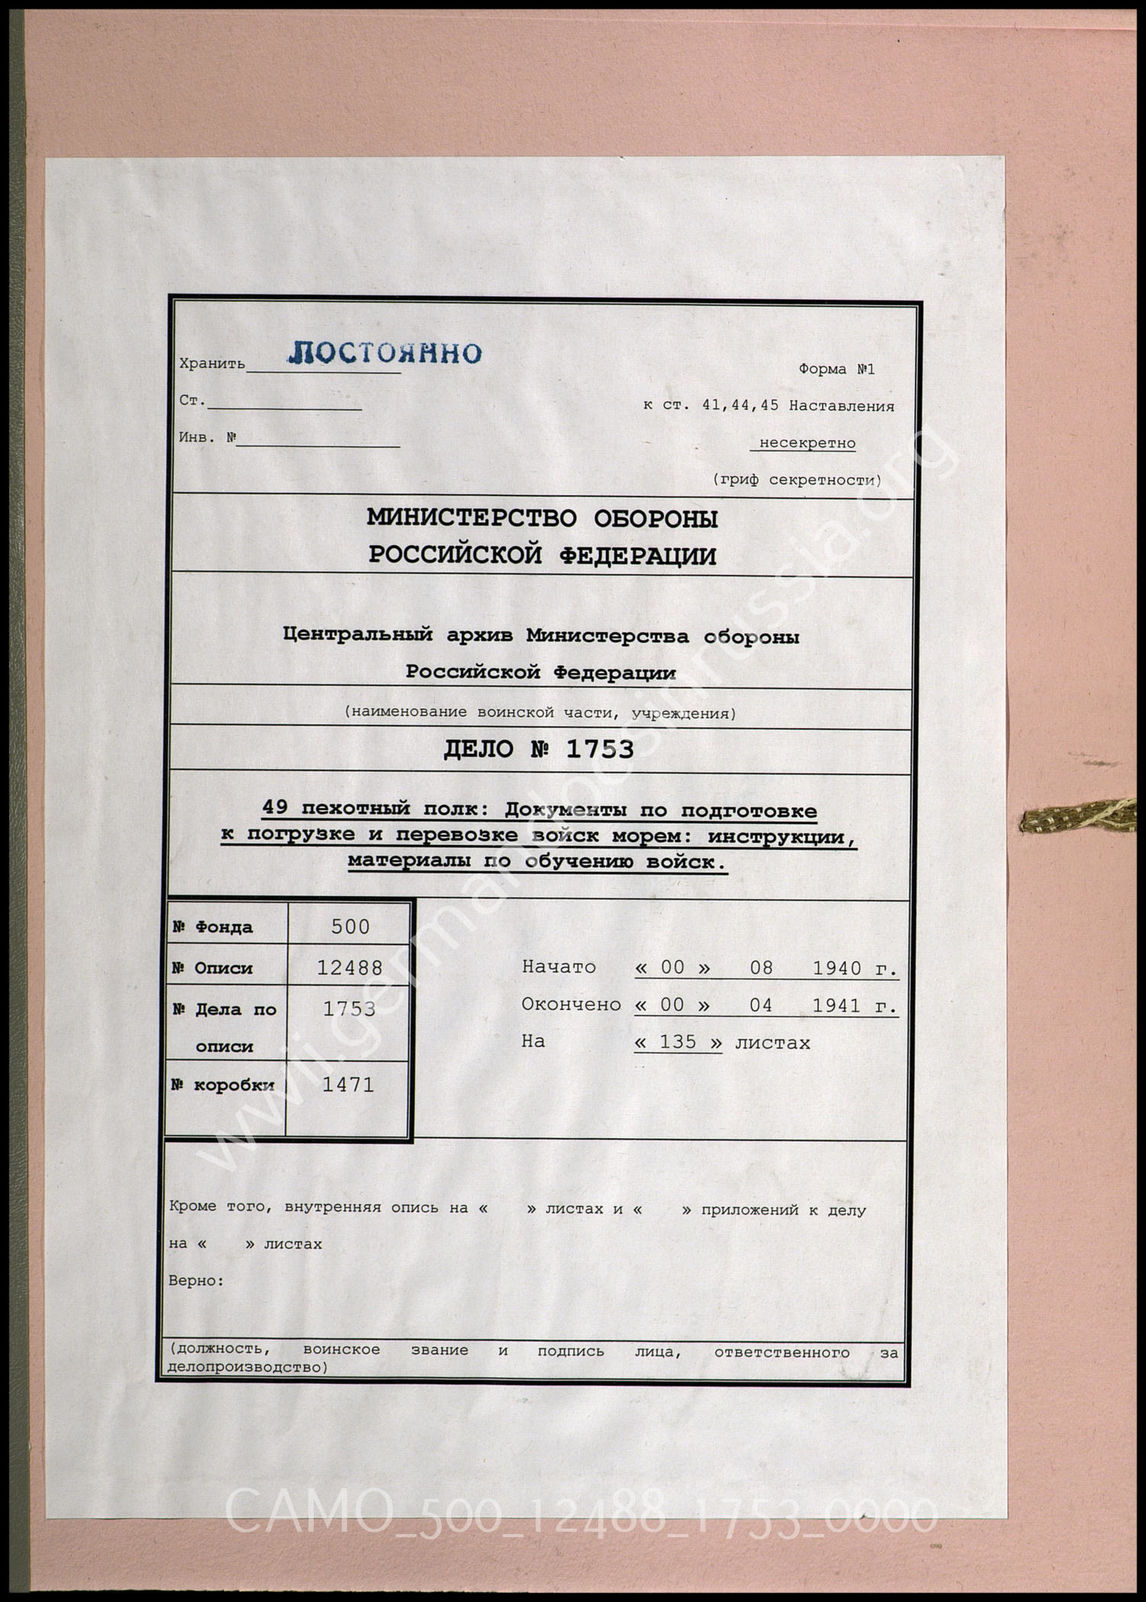 Хранить ПОСТОЯННО
Форма №1
Ст.
к ст. 41,44,45 Наставления
Инв. №
несекретно
(гриф секретности)
МИНИСТЕРСТВО ОБОРОНЫ
РОССИЙСКОЙ ФЕДЕРАЦИИ
Центральный архив Министерства обороны
Российской Федерации
(наименование воинской части, учреждения)
ДЕЛО № 1753
49 пехотный полк: Документы по подготовке
к погрузке и перевозке войск морем: инструкции,
материалы по обучению войск.
№ Фонда 500
№ Описи 12488
№ Дела по описи 1753
№ коробки 1471
Начато « 00 » 08 1940 г.
Окончено « 00 » 04 1941 г.
На « 135 » листах
Кроме того, внутренняя опись на « » листах и « » приложений к делу
на « » листах
Верно:
(должность, воинское звание и подпись лица, ответственного за
делопроизводство)
www.germandocsinrussia.org
CAMO_500_12488_1753_0000